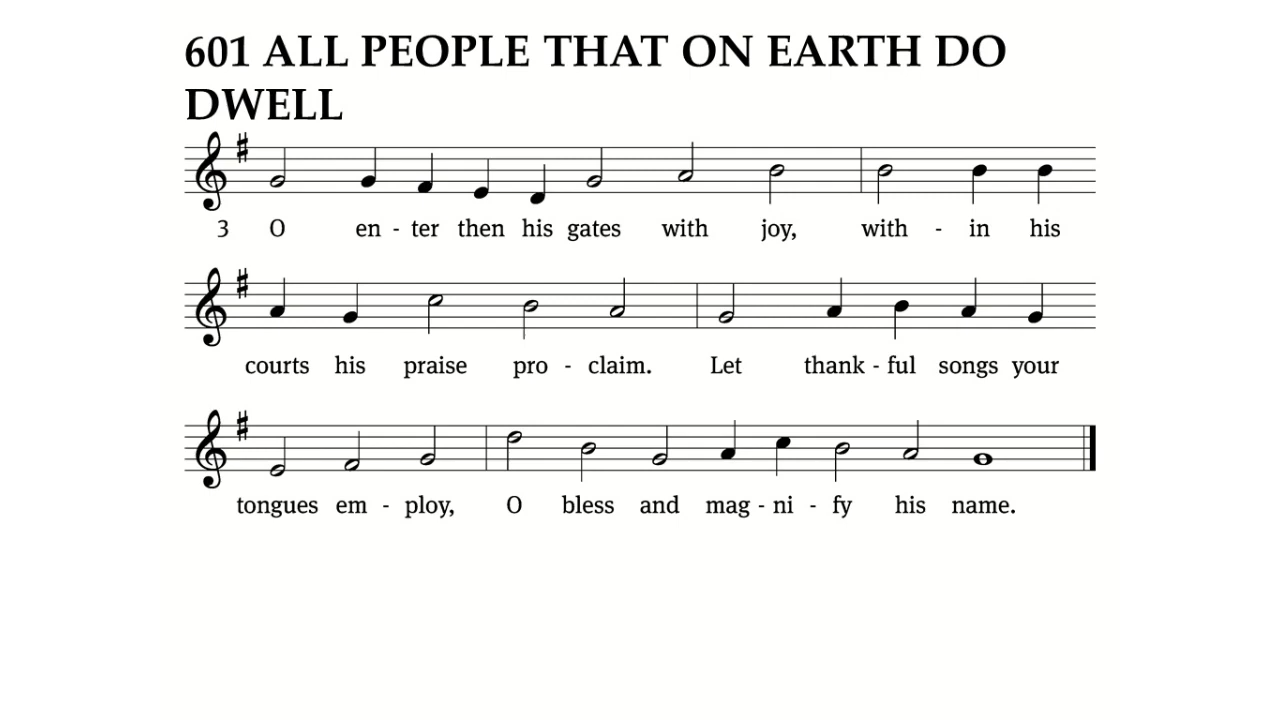 601 ALL PEOPLE THAT ON EARTH DO
DWELL
3 O en - ter then his gates with joy, with - in his
courts his praise pro - claim. Let thank - ful songs your
tongues em - ploy, O bless and mag - ni - fy his name.